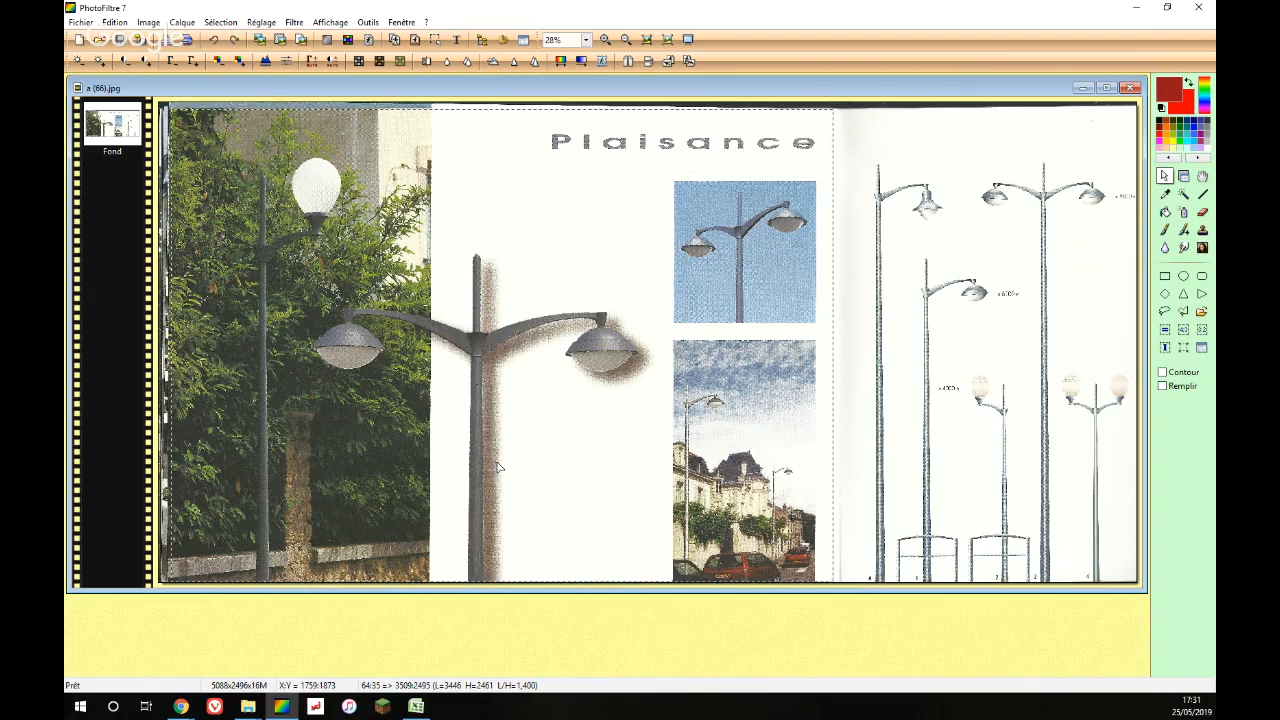 PhotoFiltre 7
Fichier Edition Image Calque Sélection Réglage Filtre Affichage Outils Fenêtre ?
Google
28%
a (66).jpg
Fond
Plaisance
Contour
Remplir
Prêt
5088x2496x16M
X:Y = 1759:1873
64:35 => 3509:2495 (L=3446 H=2461 L/H=1,400)
17:31
25/05/2019